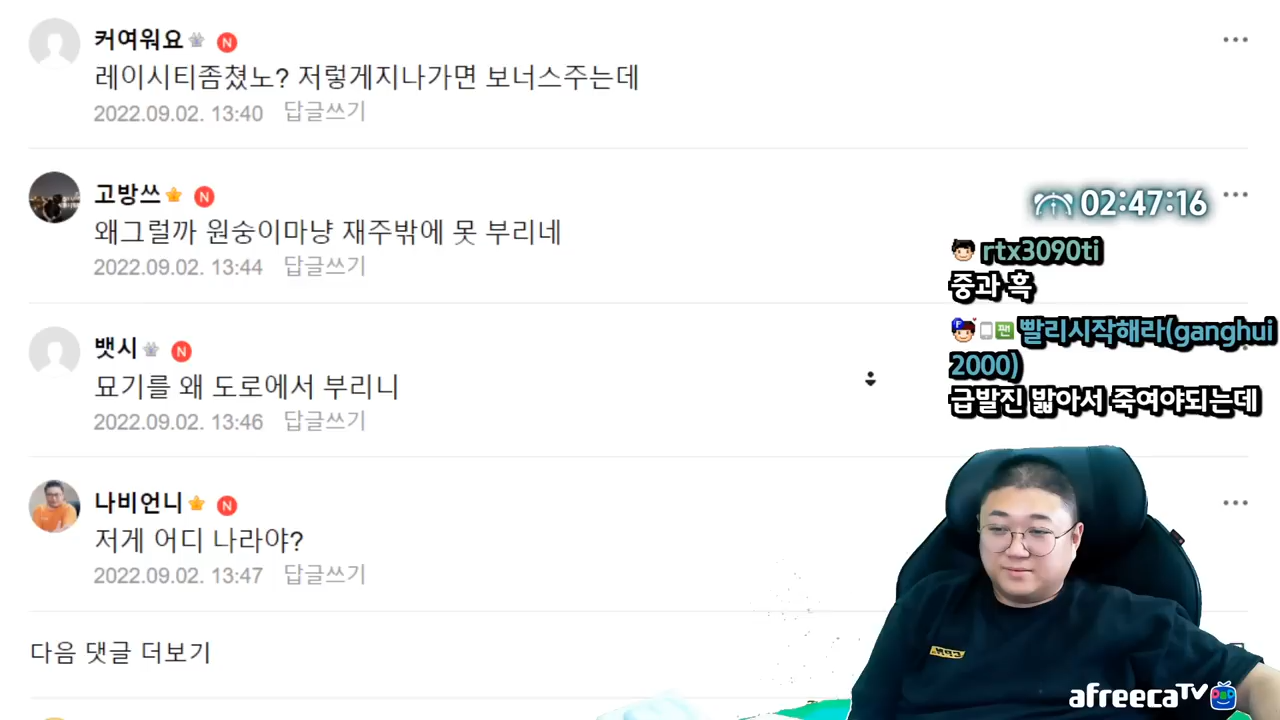 커여워요 N
레이시티좀쳤노? 저렇게지나가면 보너스주는데
2022.09.02. 13:40 답글쓰기
고방쓰 N
왜그럴까 원숭이마냥 재주밖에 못 부리네
2022.09.02. 13:44 답글쓰기
뱃시 N
묘기를 왜 도로에서 부리니
2022.09.02. 13:46 답글쓰기
나비언니 N
저게 어디 나라야?
2022.09.02. 13:47 답글쓰기
다음 댓글 더보기
02:47:16
rtx3090ti
중과 흑
F 팬 빨리시작해라(ganghui
2000)
급발진 밟아서 죽여야되는데
afreecaTV